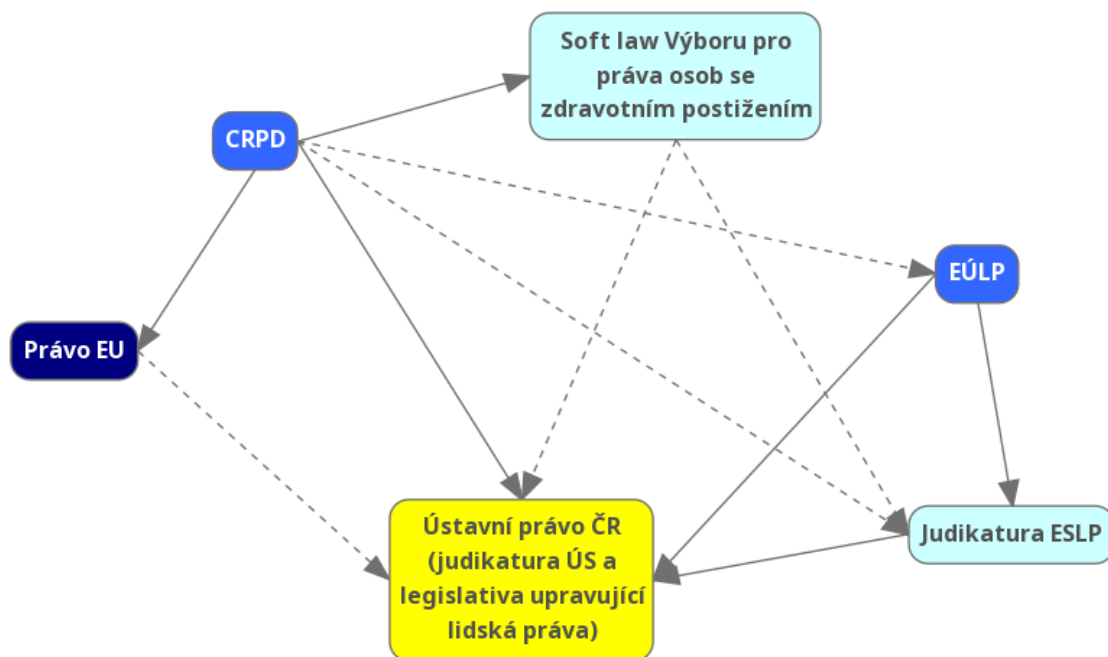 Soft law Výboru pro
práva osob se
zdravotním postižením
CRPD
EÚLP
Právo EU
Ústavní právo ČR
(judikatura ÚS a
legislativa upravující
lidská práva)
Judikatura ESLP